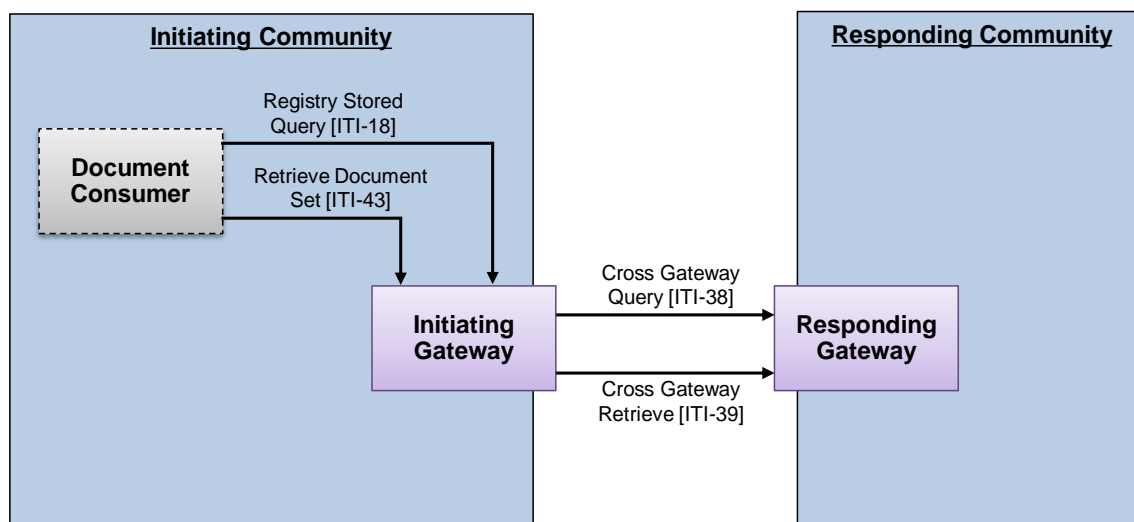 Initiating Community
Responding Community
Registry Stored
Query [ITI-18]
Document
Consumer
Retrieve Document
Set [ITI-43]
Cross Gateway
Query [ITI-38]
Initiating
Gateway
Responding
Gateway
Cross Gateway
Retrieve [ITI-39]